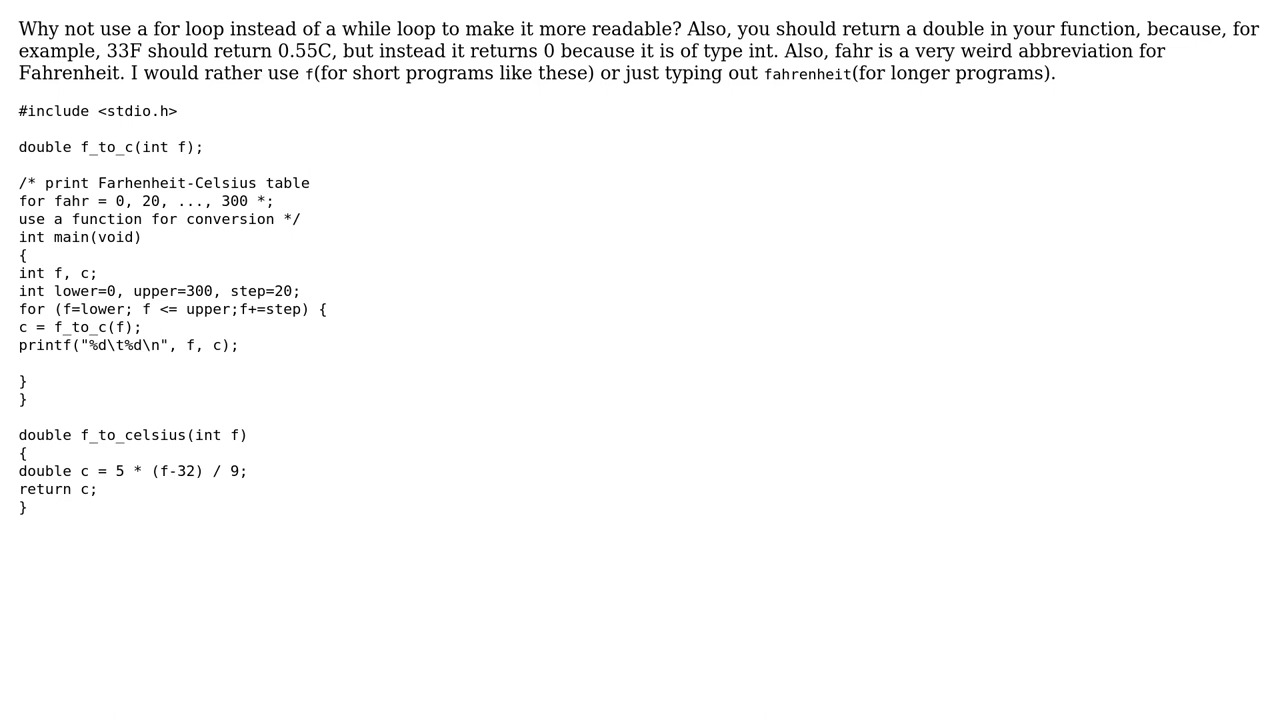 Why not use a for loop instead of a while loop to make it more readable? Also, you should return a double in your function, because, for
example, 33F should return 0.55C, but instead it returns 0 because it is of type int. Also, fahr is a very weird abbreviation for
Fahrenheit. I would rather use f(for short programs like these) or just typing out fahrenheit(for longer programs).
#include <stdio.h>
double f_to_c(int f);
/* print Farhenheit-Celsius table
for fahr = 0, 20, ..., 300 *;
use a function for conversion */
int main(void)
{
int f, c;
int lower=0, upper=300, step=20;
for (f=lower; f <= upper;f+=step) {
c = f_to_c(f);
printf("%d\t%d\n", f, c);
}
}
double f_to_celsius(int f)
{
double c = 5 * (f-32) / 9;
return c;
}